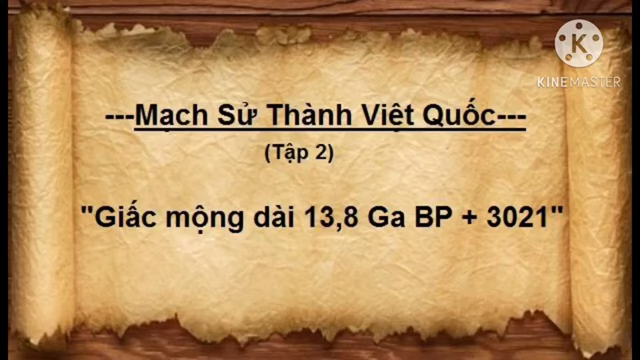 K
KINEMASTER
---Mạch Sử Thành Việt Quốc---
(Tập 2)
"Giấc mộng dài 13,8 Ga BP + 3021"